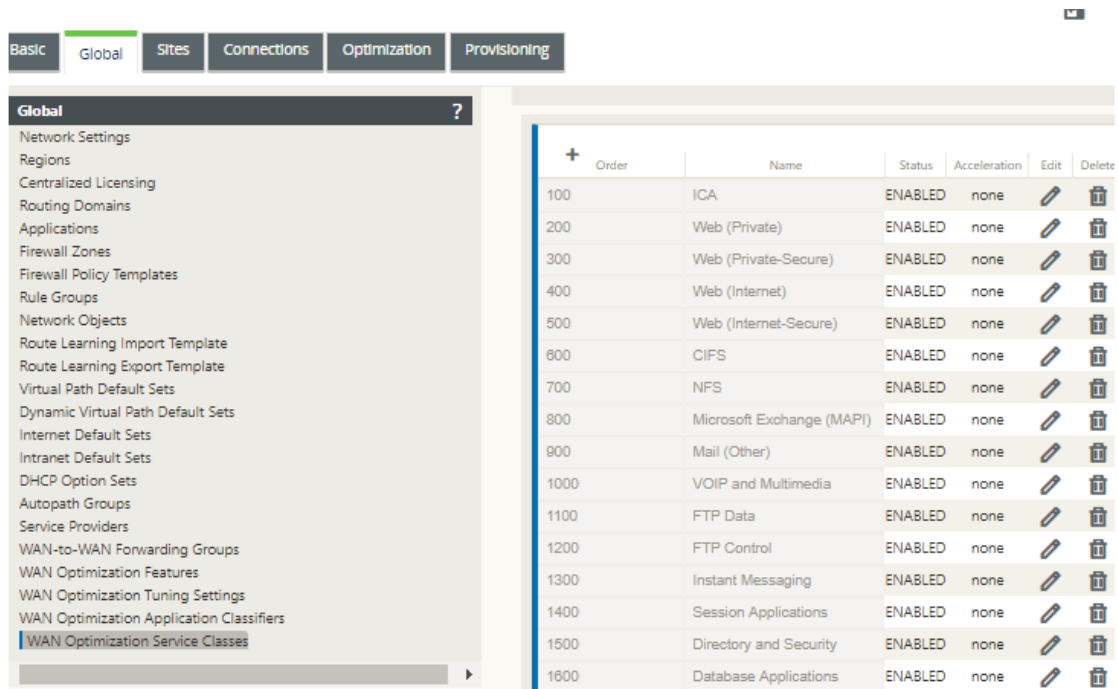 Basic Global Sites Connections Optimization Provisioning
Global ?
Network Settings
Regions
Centralized Licensing
Routing Domains
Applications
Firewall Zones
Firewall Policy Templates
Rule Groups
Network Objects
Route Learning Import Template
Route Learning Export Template
Virtual Path Default Sets
Dynamic Virtual Path Default Sets
Internet Default Sets
Intranet Default Sets
DHCP Option Sets
Autopath Groups
Service Providers
WAN-to-WAN Forwarding Groups
WAN Optimization Features
WAN Optimization Tuning Settings
WAN Optimization Application Classifiers
WAN Optimization Service Classes
+ Order Name Status Acceleration Edit Delete
100 ICA ENABLED none
200 Web (Private) ENABLED none
300 Web (Private-Secure) ENABLED none
400 Web (Internet) ENABLED none
500 Web (Internet-Secure) ENABLED none
600 CIFS ENABLED none
700 NFS ENABLED none
800 Microsoft Exchange (MAPI) ENABLED none
900 Mail (Other) ENABLED none
1000 VOIP and Multimedia ENABLED none
1100 FTP Data ENABLED none
1200 FTP Control ENABLED none
1300 Instant Messaging ENABLED none
1400 Session Applications ENABLED none
1500 Directory and Security ENABLED none
1600 Database Applications ENABLED none